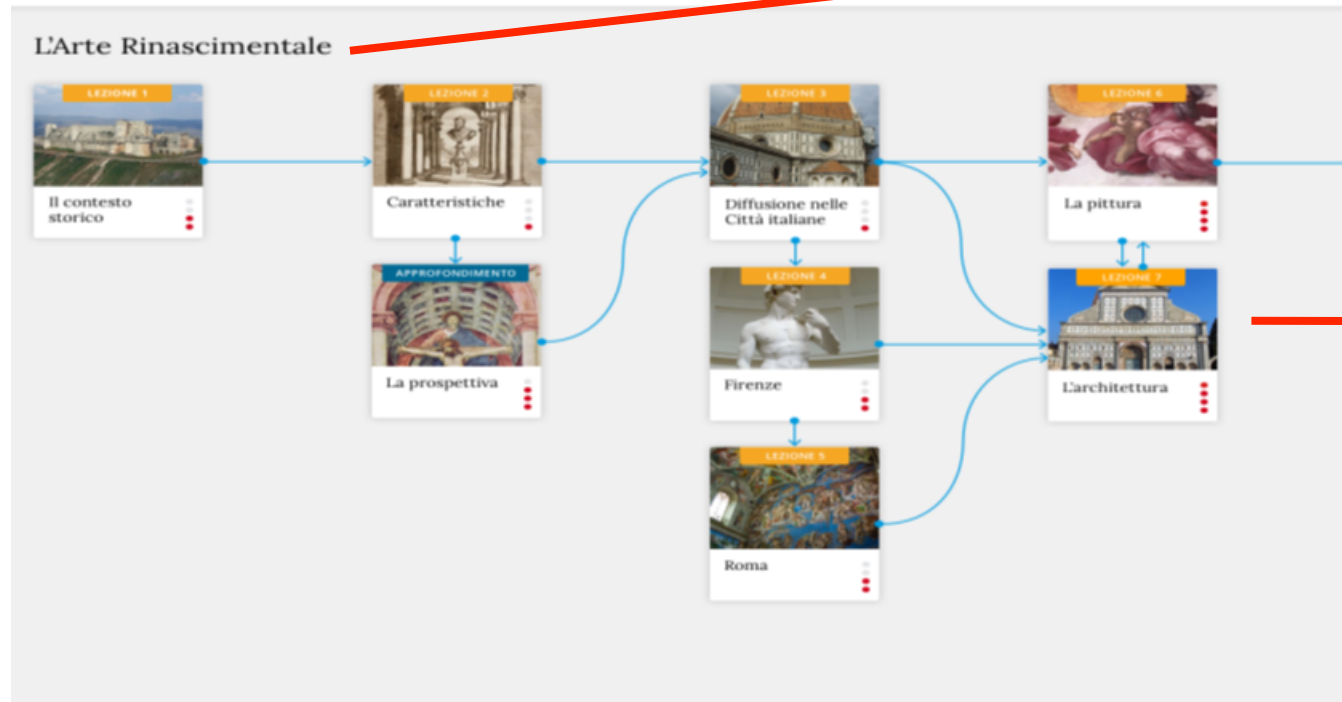 L'Arte Rinascimentale
LEZIONE 1
Il contesto
storico
LEZIONE 2
Caratteristiche
APPROFONDIMENTO
La prospettiva
LEZIONE 3
Diffusione nelle
Città italiane
LEZIONE 4
Firenze
LEZIONE 5
Roma
LEZIONE 6
La pittura
LEZIONE 7
L'architettura